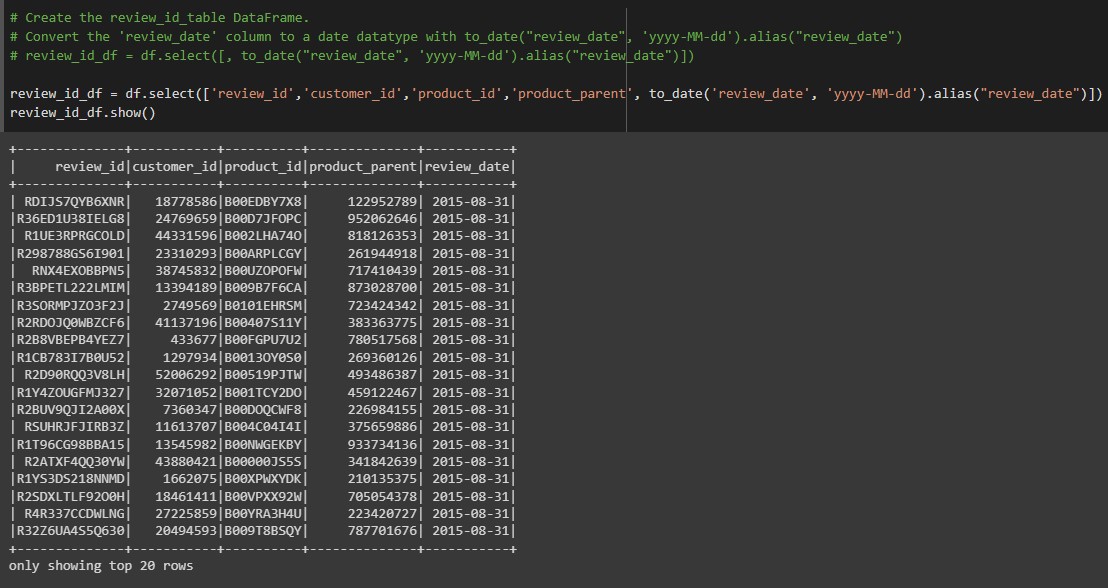 # Create the review_id_table DataFrame.
# Convert the 'review_date' column to a date datatype with to_date("review_date", 'yyyy-MM-dd').alias("review_date")
# review_id_df = df.select([, to_date("review_date", 'yyyy-MM-dd').alias("review_date")])
review_id_df = df.select(['review_id','customer_id','product_id','product_parent', to_date('review_date', 'yyyy-MM-dd').alias("review_date")])
review_id_df.show()
+--------------+-----------+----------+--------------+-----------+
|     review_id|customer_id|product_id|product_parent|review_date|
+--------------+-----------+----------+--------------+-----------+
| RDIJS7QYB6XNR|   18778586|B00EDBY7X8|     122952789| 2015-08-31|
|R36ED1U38IELG8|   24769659|B00D7JFOPC|     952062646| 2015-08-31|
| R1UE3RPRGCOLD|   44331596|B002LHA74O|     818126353| 2015-08-31|
|R298788GS6I901|   23310293|B00ARPLCGY|     261944918| 2015-08-31|
|  RNX4EXOBBPN5|   38745832|B00UZOPOFW|     717410439| 2015-08-31|
|R3BPETL222LMIM|   13394189|B009B7F6CA|     873028700| 2015-08-31|
|R3SORMPJZO3F2J|    2749569|B0101EHRSM|     723424342| 2015-08-31|
|R2RDOJQ0WBZCF6|   41137196|B00407S11Y|     383363775| 2015-08-31|
|R2B8VBEPB4YEZ7|     433677|B00FGPU7U2|     780517568| 2015-08-31|
|R1CB783I7B0U52|    1297934|B0013OY0S0|     269360126| 2015-08-31|
| R2D90RQQ3V8LH|   52006292|B00519PJTW|     493486387| 2015-08-31|
|R1Y4ZOUGFMJ327|   32071052|B001TCY2DO|     459122467| 2015-08-31|
|R2BUV9QJI2A00X|    7360347|B00DOQCWF8|     226984155| 2015-08-31|
| RSUHRJFJIRB3Z|   11613707|B004C04I4I|     375659886| 2015-08-31|
|R1T96CG98BBA15|   13545982|B00NWGEKBY|     933734136| 2015-08-31|
| R2ATXF4QQ30YW|   43880421|B00000JS5S|     341842639| 2015-08-31|
|R1YS3DS218NNMD|    1662075|B00XPWXYDK|     210135375| 2015-08-31|
|R2SDXLTLF92O0H|   18461411|B00VPXX92W|     705054378| 2015-08-31|
| R4R337CCDWLNG|   27225859|B00YRA3H4U|     223420727| 2015-08-31|
|R32Z6UA4S5Q630|   20494593|B009T8BSQY|     787701676| 2015-08-31|
+--------------+-----------+----------+--------------+-----------+
only showing top 20 rows